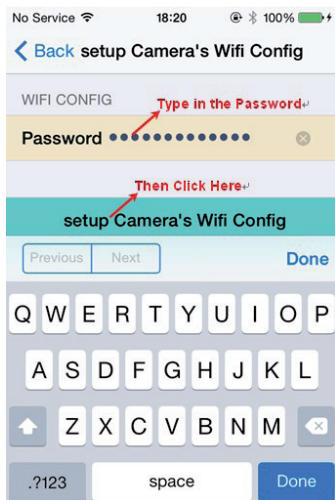 No Service 18:20 100%
Back setup Camera's Wifi Config
WIFI CONFIG
Type in the Password
Password •••••••••••••
Then Click Here
setup Camera's Wifi Config
Previous Next Done
Q W E R T Y U I O P
A S D F G H J K L
Z X C V B N M
.?123 space Done